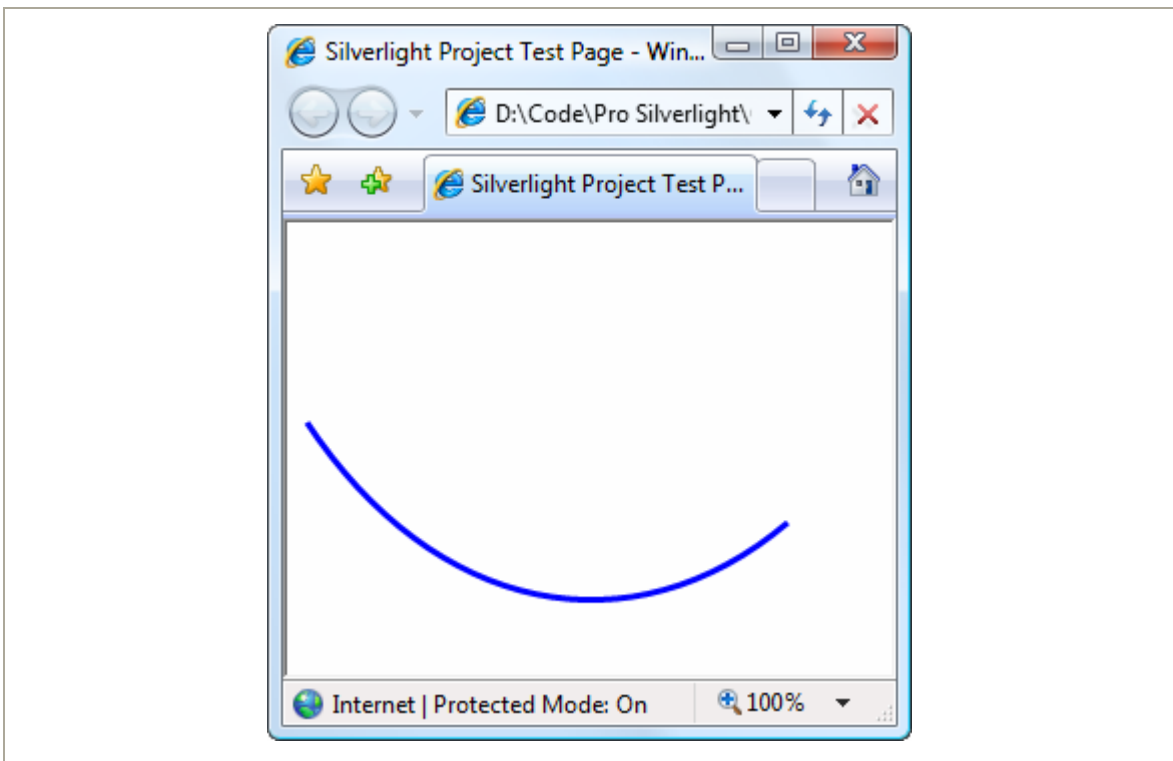 Silverlight Project Test Page - Win...
D:\Code\Pro Silverlight\
Silverlight Project Test P...
Internet | Protected Mode: On
100%